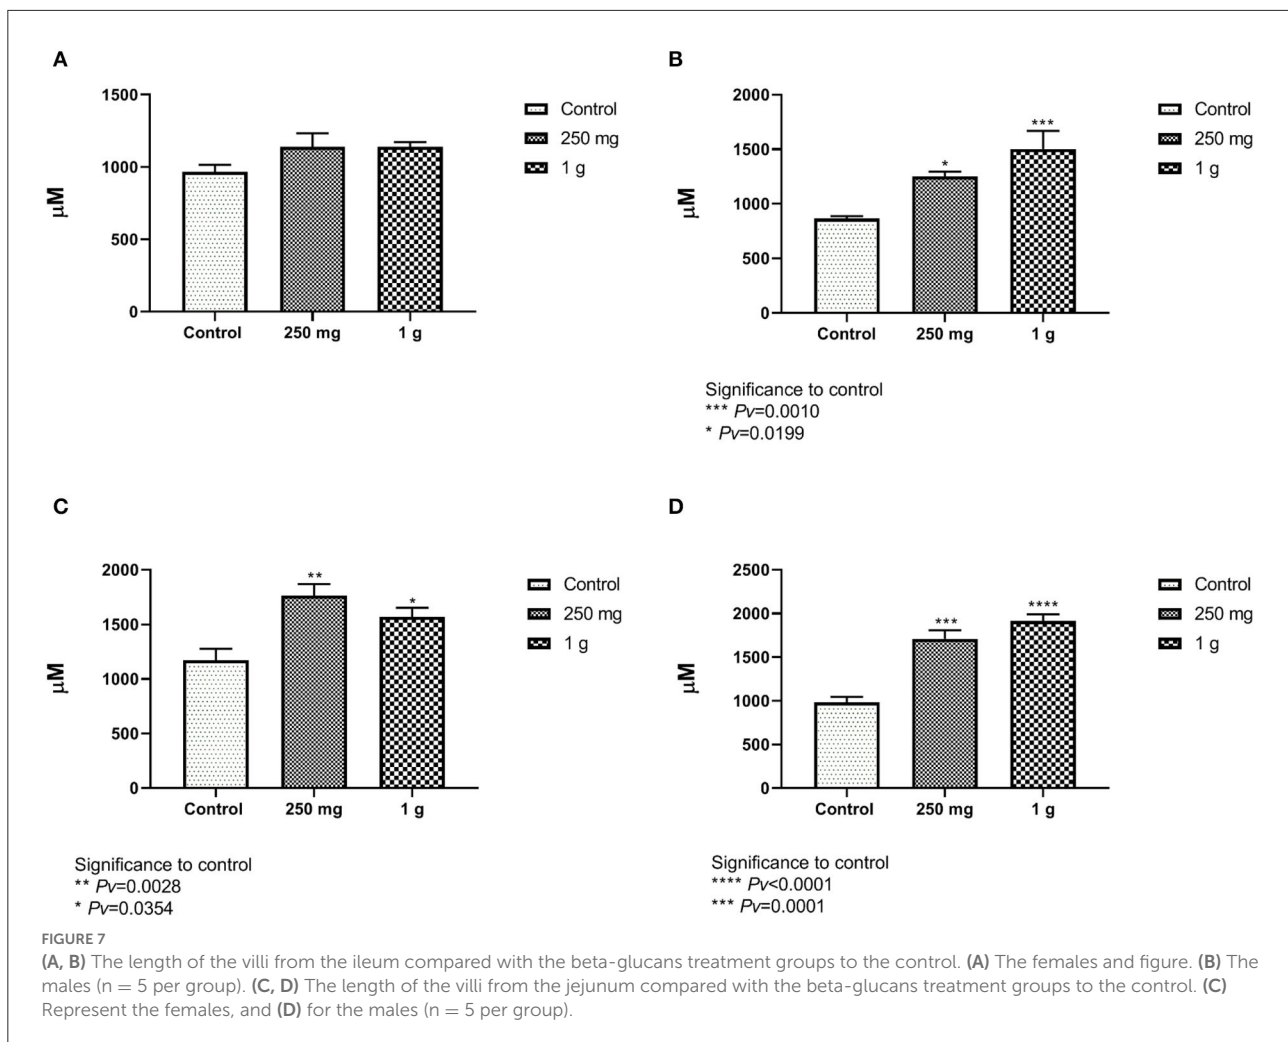 A
1500
1000
500
0
μM
Control
250 mg
1 g
Control
250 mg
1 g
B
2000
1500
1000
500
0
μM
*
***
Control
250 mg
1 g
Control
250 mg
1 g
Significance to control
*** Pv=0.0010
* Pv=0.0199
C
2000
1500
1000
500
0
μM
**
*
Control
250 mg
1 g
Control
250 mg
1 g
Significance to control
** Pv=0.0028
* Pv=0.0354
D
2500
2000
1500
1000
500
0
μM
***
****
Control
250 mg
1 g
Control
250 mg
1 g
Significance to control
**** Pv<0.0001
*** Pv=0.0001
FIGURE 7
(A, B) The length of the villi from the ileum compared with the beta-glucans treatment groups to the control. (A) The females and figure. (B) The
males (n = 5 per group). (C, D) The length of the villi from the jejunum compared with the beta-glucans treatment groups to the control. (C)
Represent the females, and (D) for the males (n = 5 per group).